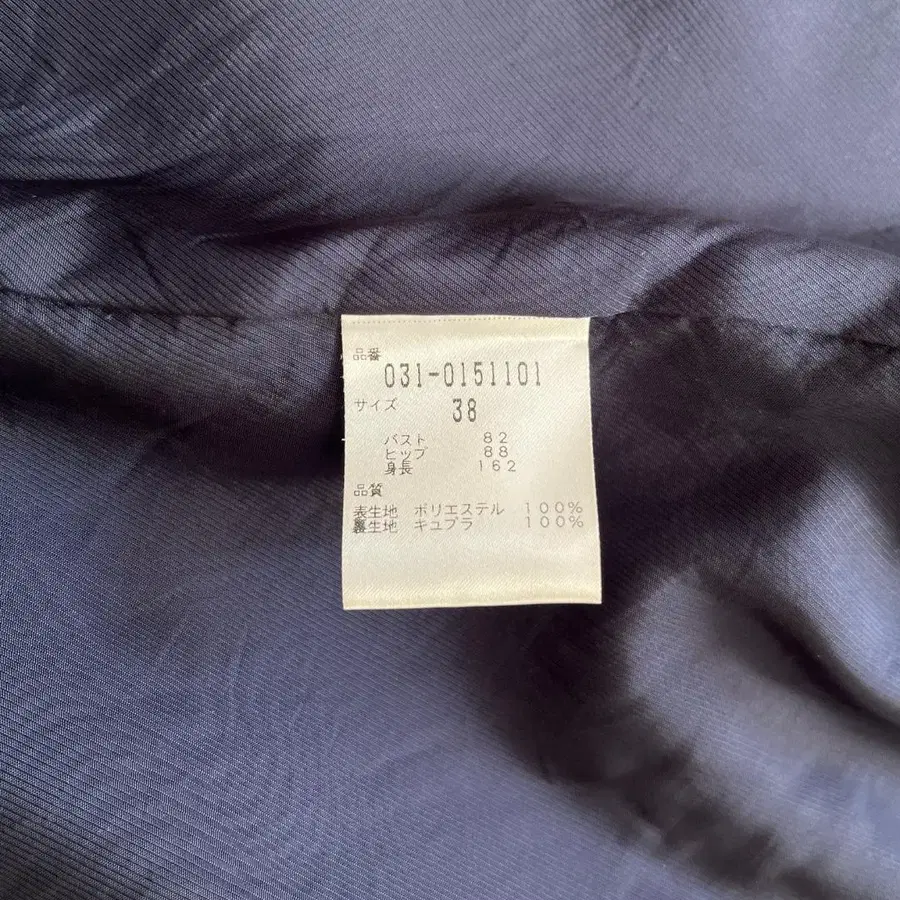 品番
031-0151101
サイズ 38
バスト 82
ヒップ 88
身長 162
品質
表生地 ポリエステル 100%
裏生地 キュプラ 100%